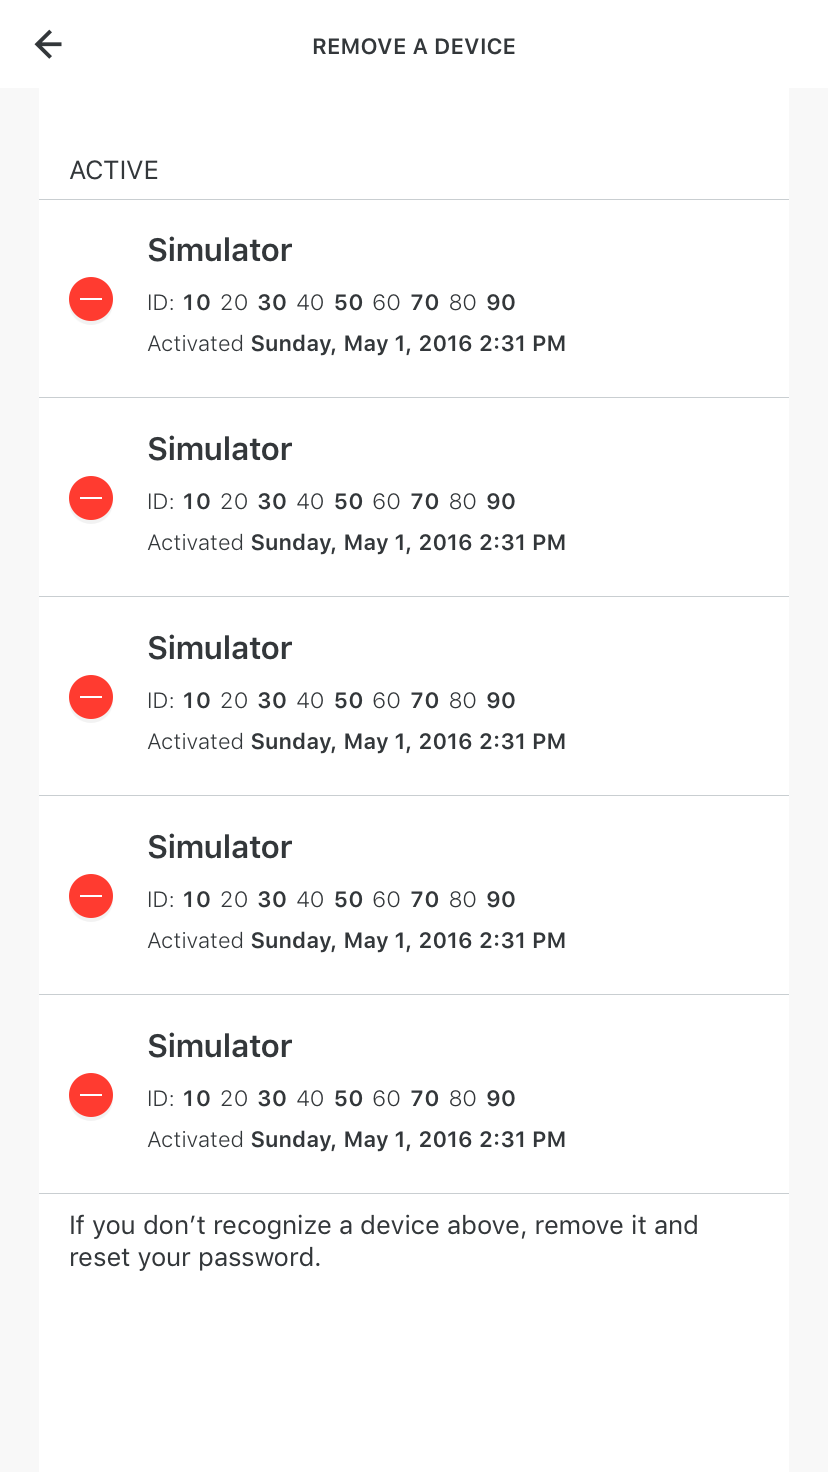 REMOVE A DEVICE
ACTIVE
Simulator
ID: 10 20 30 40 50 60 70 80 90
Activated Sunday, May 1, 2016 2:31 PM
Simulator
ID: 10 20 30 40 50 60 70 80 90
Activated Sunday, May 1, 2016 2:31 PM
Simulator
ID: 10 20 30 40 50 60 70 80 90
Activated Sunday, May 1, 2016 2:31 PM
Simulator
ID: 10 20 30 40 50 60 70 80 90
Activated Sunday, May 1, 2016 2:31 PM
Simulator
ID: 10 20 30 40 50 60 70 80 90
Activated Sunday, May 1, 2016 2:31 PM
If you don’t recognize a device above, remove it and
reset your password.